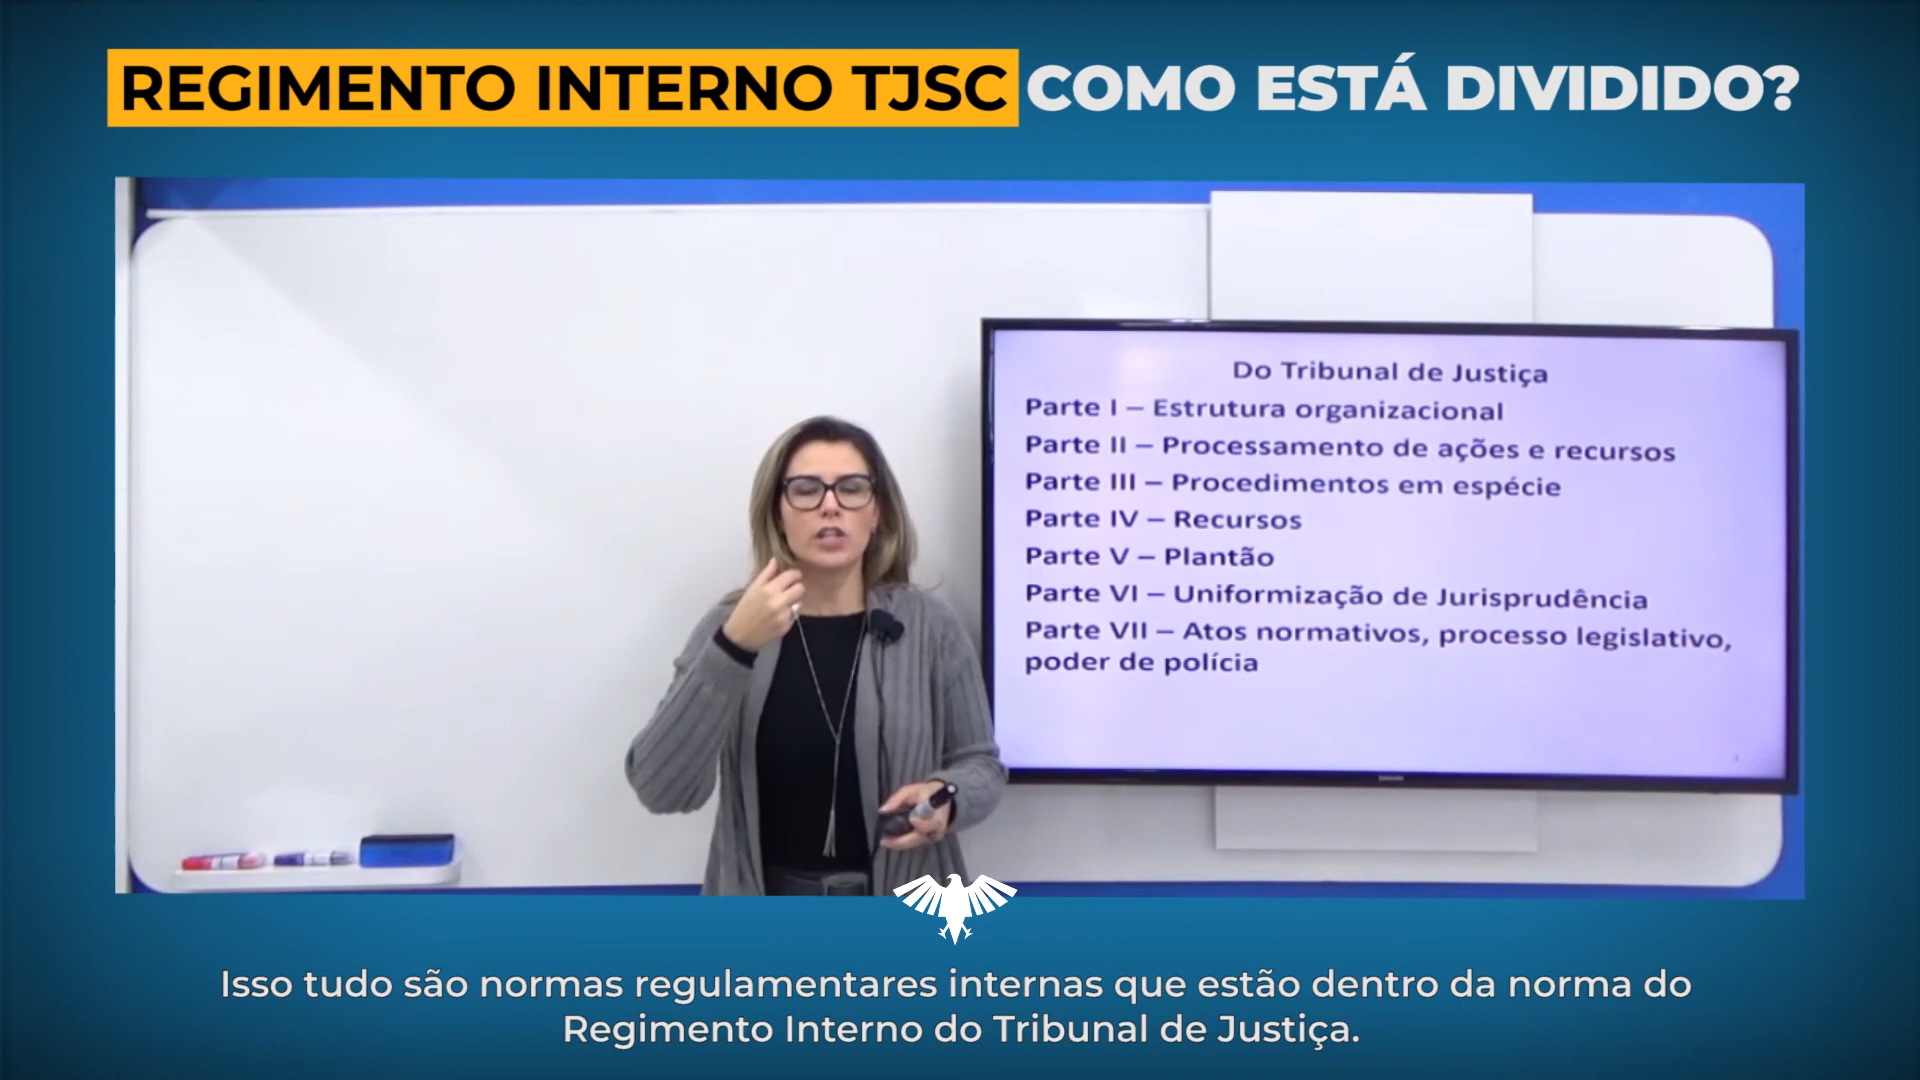 REGIMENTO INTERNO TJSC COMO ESTÁ DIVIDIDO?
Do Tribunal de Justiça
Parte I – Estrutura organizacional
Parte II – Processamento de ações e recursos
Parte III – Procedimentos em espécie
Parte IV – Recursos
Parte V – Plantão
Parte VI – Uniformização de Jurisprudência
Parte VII – Atos normativos, processo legislativo,
poder de polícia
Isso tudo são normas regulamentares internas que estão dentro da norma do
Regimento Interno do Tribunal de Justiça.